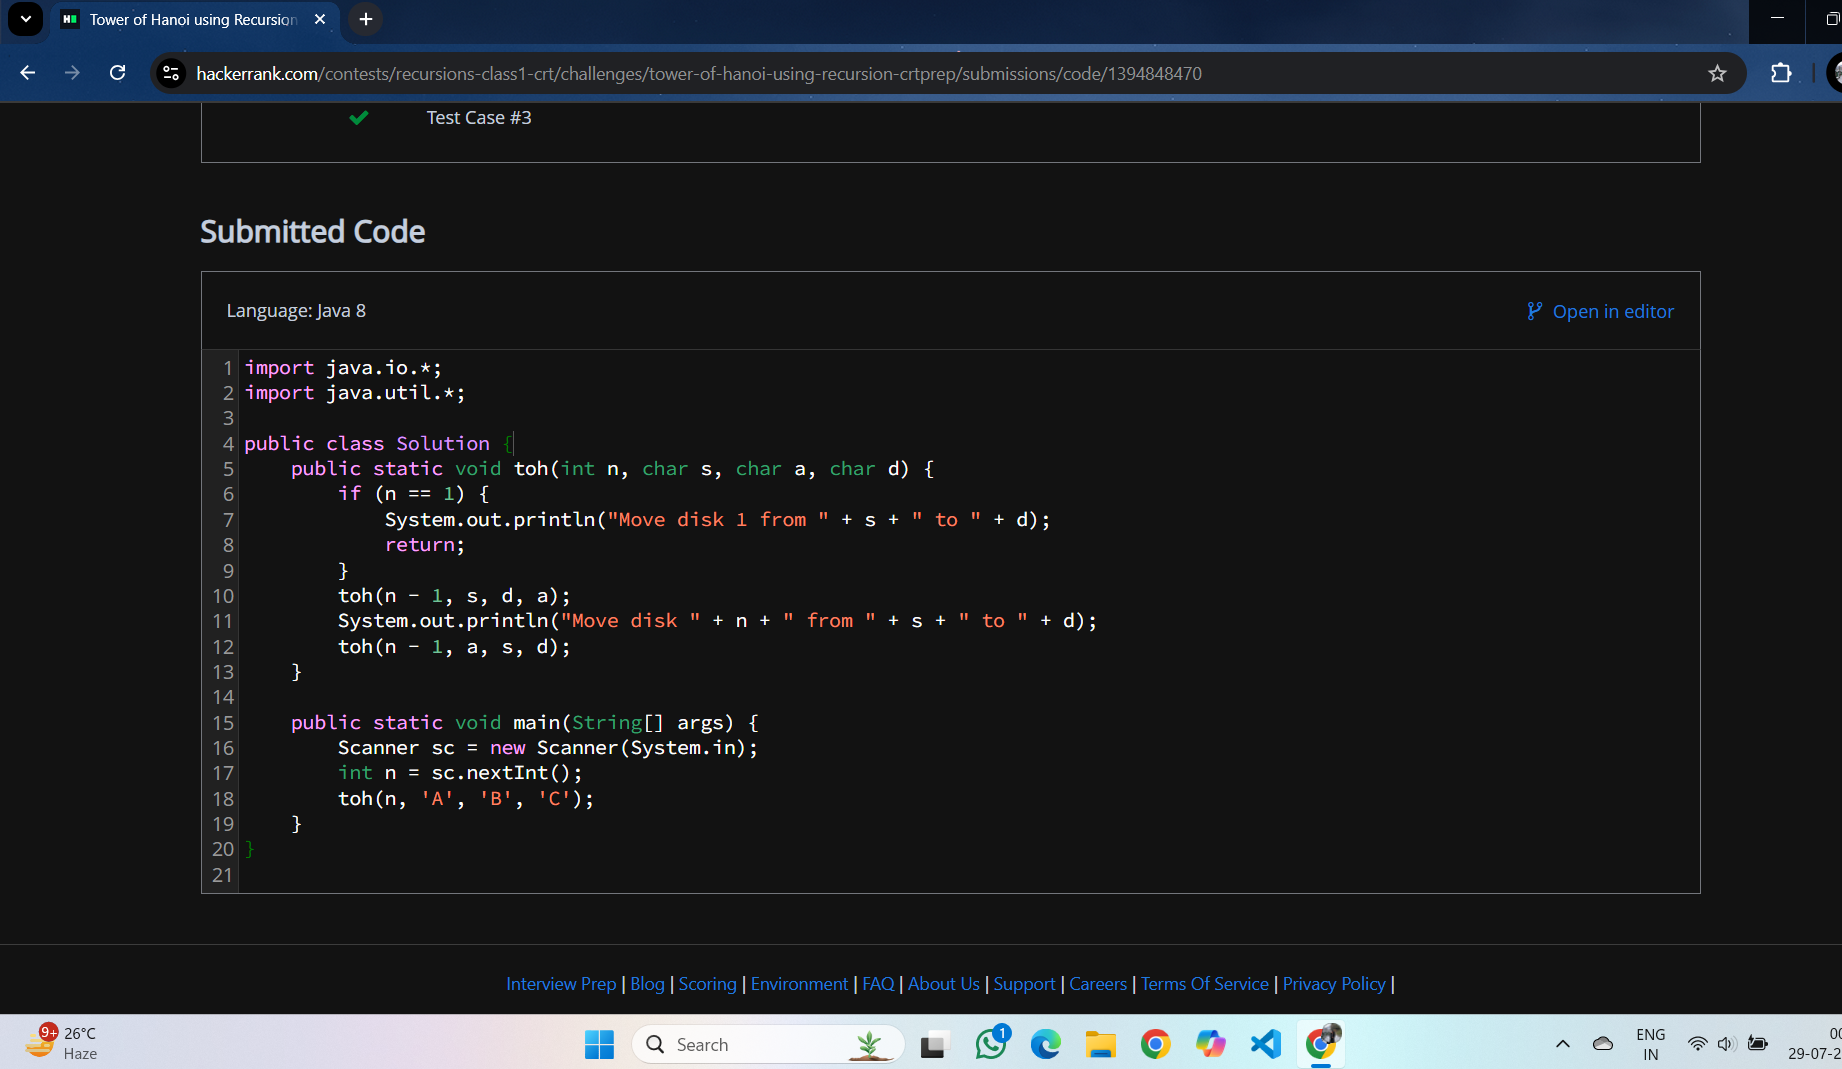 Tower of Hanoi using Recursion
hackerrank.com/contests/recursions-class1-crt/challenges/tower-of-hanoi-using-recursion-crtprep/submissions/code/1394848470
Test Case #3
Submitted Code
Language: Java 8
Open in editor
1 import java.io.*;
2 import java.util.*;
3
4 public class Solution {
5     public static void toh(int n, char s, char a, char d) {
6         if (n == 1) {
7             System.out.println("Move disk 1 from " + s + " to " + d);
8             return;
9         }
10         toh(n - 1, s, d, a);
11         System.out.println("Move disk " + n + " from " + s + " to " + d);
12         toh(n - 1, a, s, d);
13     }
14
15     public static void main(String[] args) {
16         Scanner sc = new Scanner(System.in);
17         int n = sc.nextInt();
18         toh(n, 'A', 'B', 'C');
19     }
20 }
21
Interview Prep | Blog | Scoring | Environment | FAQ | About Us | Support | Careers | Terms Of Service | Privacy Policy |
9+
26°C
Haze
Search
1
ENG
IN
29-07-2